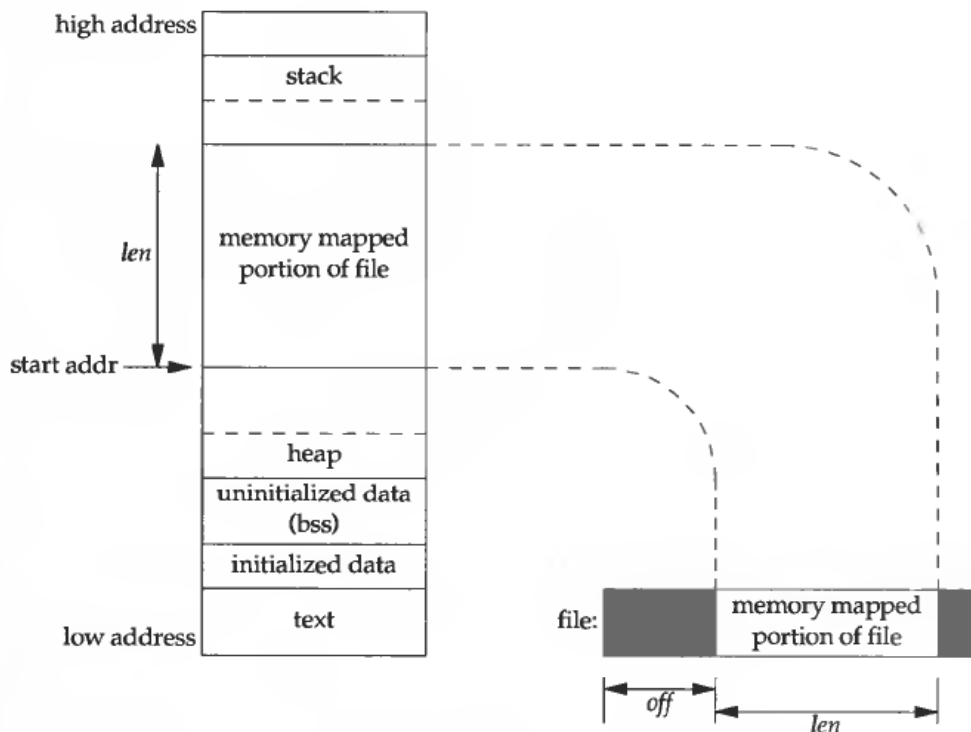 high address
stack
len
memory mapped
portion of file
start addr
heap
uninitialized data
(bss)
initialized data
text
low address
file:
memory mapped
portion of file
off
len